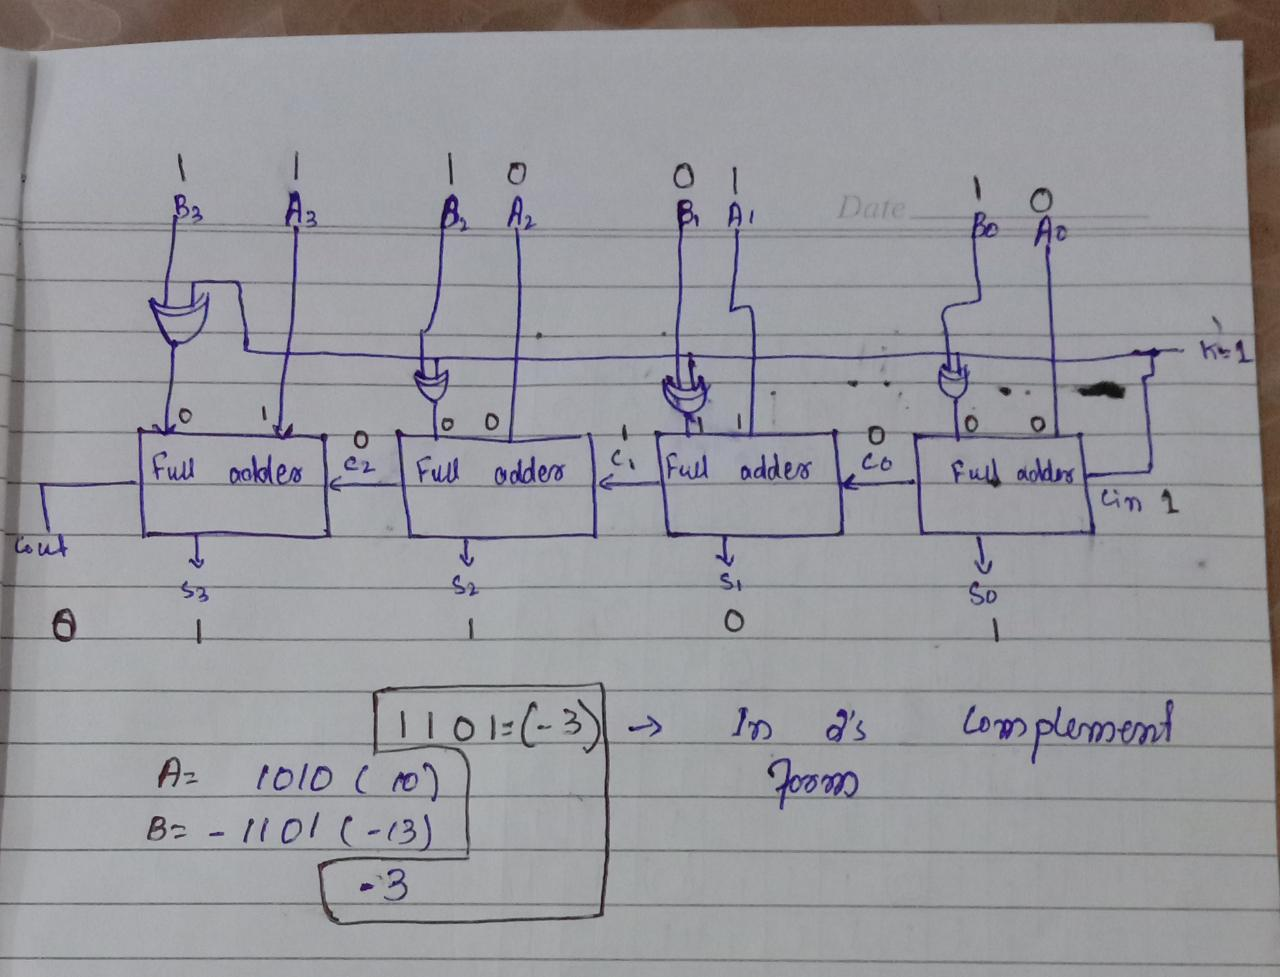 1 1 1 0 0 1 1 0
B3 A3 B2 A2 B1 A1 Date B0 A0
K=1
0 1 0 0 1 1 0 0
Full adder 0 C2 Full adder 1 C1 Full adder 0 C0 Full adder Cin 1
Cout
S3 S2 S1 S0
0 1 1 0 1
1101=(-3) → In 2's Complement
Form
A= 1010 (10)
B= -1101 (-13)
-3